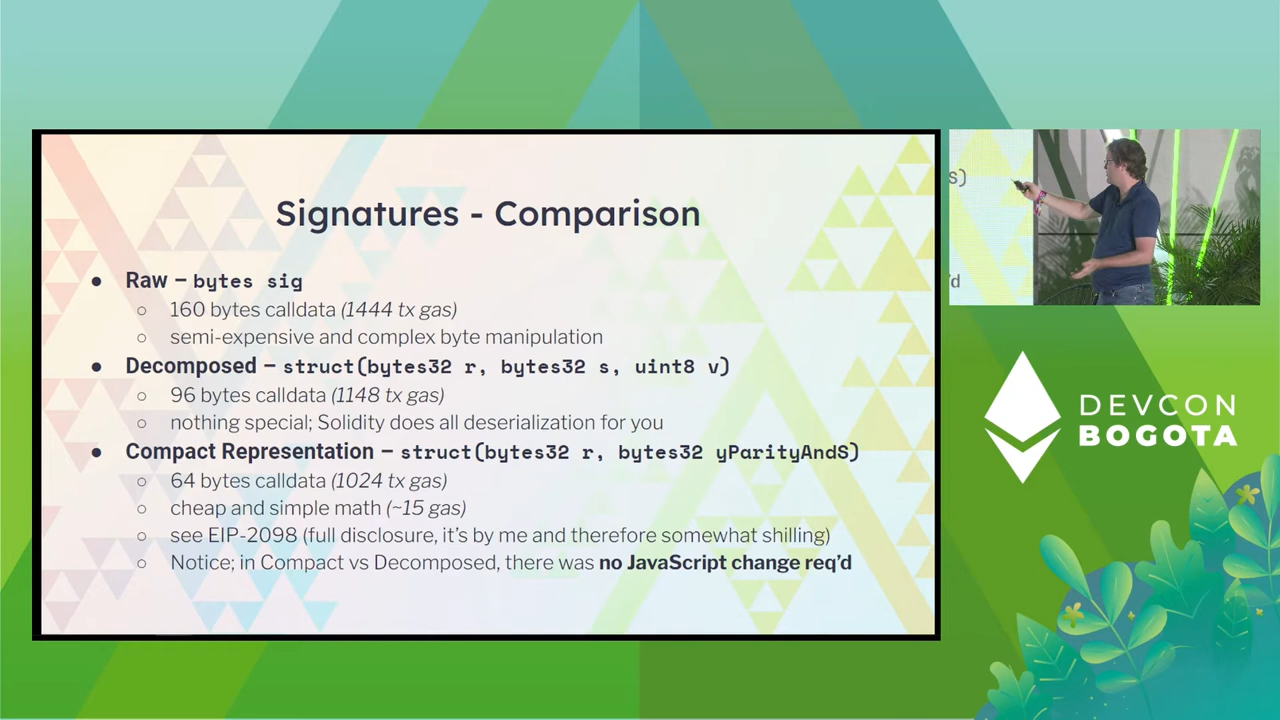 Signatures - Comparison
● Raw – bytes sig
○ 160 bytes calldata (1444 tx gas)
○ semi-expensive and complex byte manipulation
● Decomposed – struct(bytes32 r, bytes32 s, uint8 v)
○ 96 bytes calldata (1148 tx gas)
○ nothing special; Solidity does all deserialization for you
● Compact Representation – struct(bytes32 r, bytes32 yParityAndS)
○ 64 bytes calldata (1024 tx gas)
○ cheap and simple math (~15 gas)
○ see EIP-2098 (full disclosure, it's by me and therefore somewhat shilling)
○ Notice; in Compact vs Decomposed, there was no JavaScript change req'd
S)
'd
DEVCON
BOGOTA